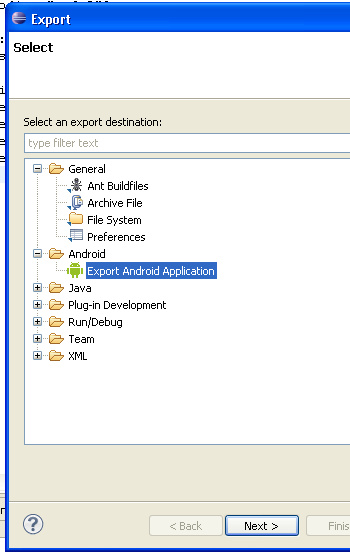 Export
Select
Select an export destination:
type filter text
General
Ant Buildfiles
Archive File
File System
Preferences
Android
Export Android Application
Java
Plug-in Development
Run/Debug
Team
XML
?
< Back
Next >
Finis